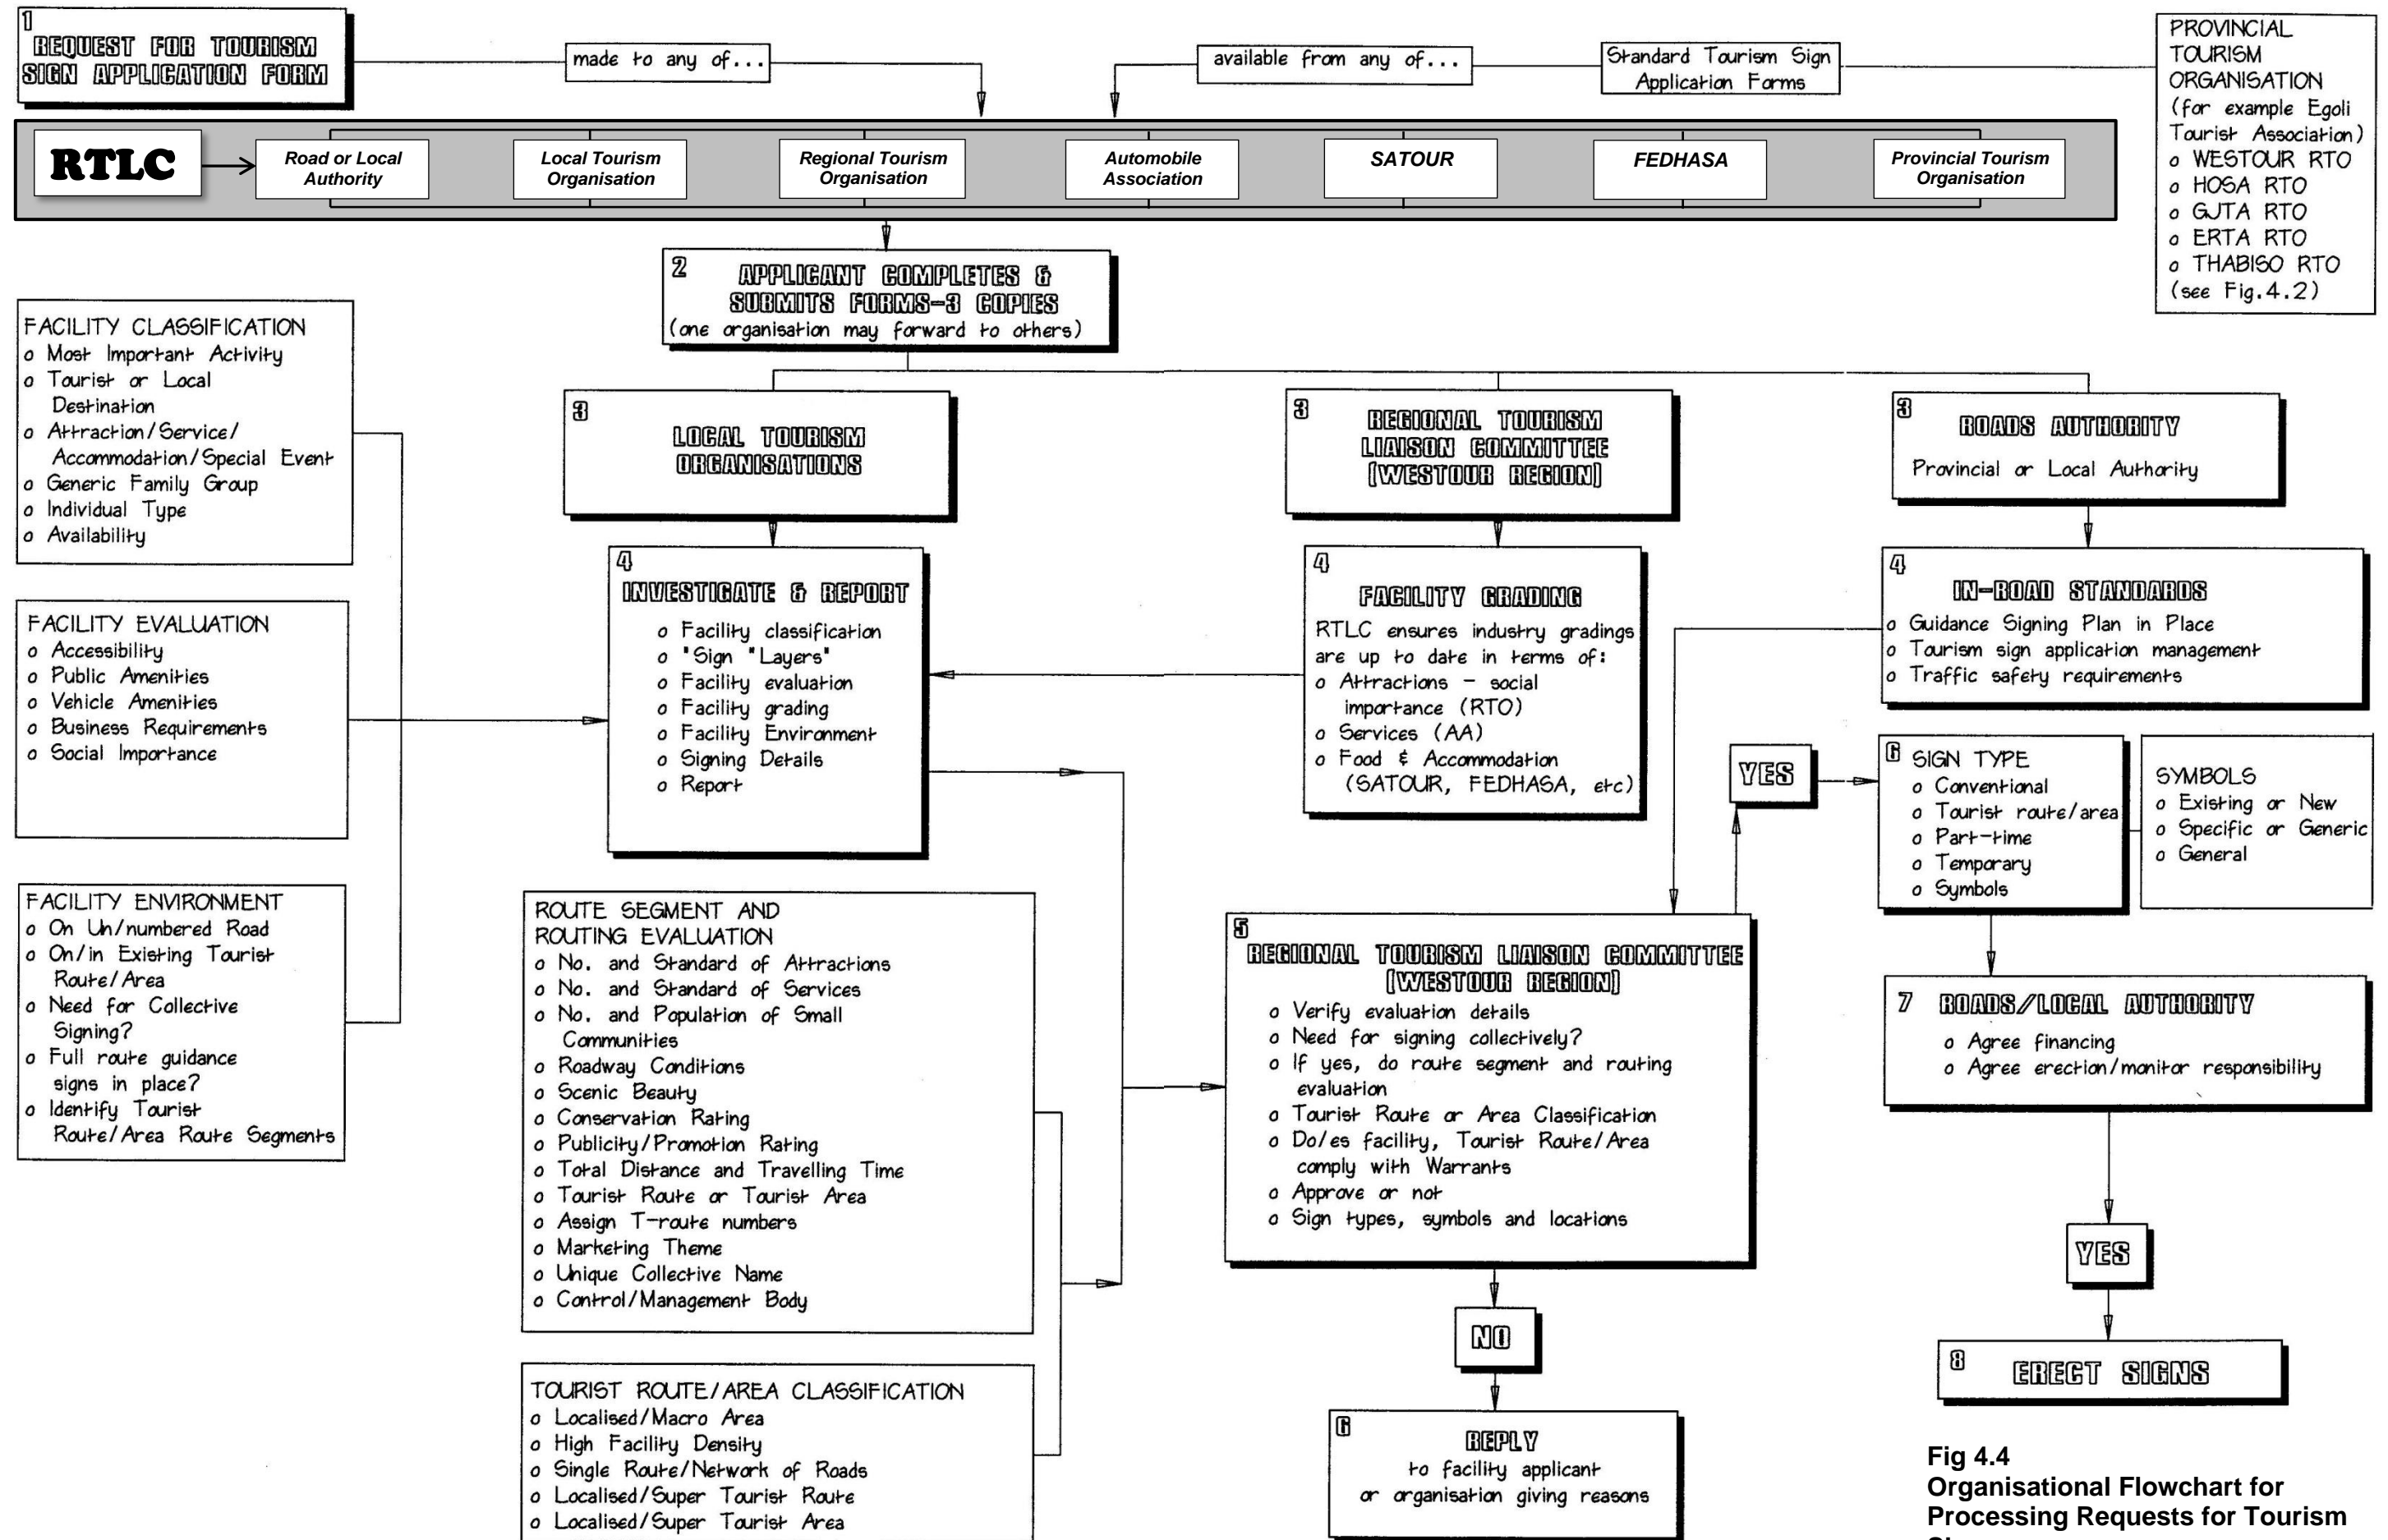 1
REQUEST FOR TOURISM
SIGN APPLICATION FORM
made to any of...
available from any of...
Standard Tourism Sign
Application Forms
PROVINCIAL
TOURISM
ORGANISATION
(for example Egoli
Tourist Association)
o WESTOUR RTO
o HOSA RTO
o GJTA RTO
o ERTA RTO
o THABISO RTO
(see Fig.4.2)
RTLC
Road or Local
Authority
Local Tourism
Organisation
Regional Tourism
Organisation
Automobile
Association
SATOUR
FEDHASA
Provincial Tourism
Organisation
2
APPLICANT COMPLETES &
SUBMITS FORMS-3 COPIES
(one organisation may forward to others)
FACILITY CLASSIFICATION
o Most Important Activity
o Tourist or Local
Destination
o Attraction/Service/
Accommodation/Special Event
o Generic Family Group
o Individual Type
o Availability
3
LOCAL TOURISM
ORGANISATIONS
3
REGIONAL TOURISM
LIAISON COMMITTEE
(WESTOUR REGION)
3
ROADS AUTHORITY
Provincial or Local Authority
FACILITY EVALUATION
o Accessibility
o Public Amenities
o Vehicle Amenities
o Business Requirements
o Social Importance
4
INVESTIGATE & REPORT
o Facility classification
o "Sign "Layers"
o Facility evaluation
o Facility grading
o Facility Environment
o Signing Details
o Report
4
FACILITY GRADING
RTLC ensures industry gradings
are up to date in terms of:
o Attractions - social
importance (RTO)
o Services (AA)
o Food & Accommodation
(SATOUR, FEDHASA, etc)
4
IN-ROAD STANDARDS
o Guidance Signing Plan in Place
o Tourism sign application management
o Traffic safety requirements
YES
6 SIGN TYPE
o Conventional
o Tourist route/area
o Part-time
o Temporary
o Symbols
SYMBOLS
o Existing or New
o Specific or Generic
o General
FACILITY ENVIRONMENT
o On Un/numbered Road
o On/in Existing Tourist
Route/Area
o Need for Collective
Signing?
o Full route guidance
signs in place?
o Identify Tourist
Route/Area Route Segments
ROUTE SEGMENT AND
ROUTING EVALUATION
o No. and Standard of Attractions
o No. and Standard of Services
o No. and Population of Small
Communities
o Roadway Conditions
o Scenic Beauty
o Conservation Rating
o Publicity/Promotion Rating
o Total Distance and Travelling Time
o Tourist Route or Tourist Area
o Assign T-route numbers
o Marketing Theme
o Unique Collective Name
o Control/Management Body
5
REGIONAL TOURISM LIAISON COMMITTEE
(WESTOUR REGION)
o Verify evaluation details
o Need for signing collectively?
o If yes, do route segment and routing
evaluation
o Tourist Route or Area Classification
o Do/es facility, Tourist Route/Area
comply with Warrants
o Approve or not
o Sign types, symbols and locations
7 ROADS/LOCAL AUTHORITY
o Agree financing
o Agree erection/monitor responsibility
YES
NO
8 ERECT SIGNS
TOURIST ROUTE/AREA CLASSIFICATION
o Localised/Macro Area
o High Facility Density
o Single Route/Network of Roads
o Localised/Super Tourist Route
o Localised/Super Tourist Area
6
REPLY
to facility applicant
or organisation giving reasons
Fig 4.4
Organisational Flowchart for
Processing Requests for Tourism